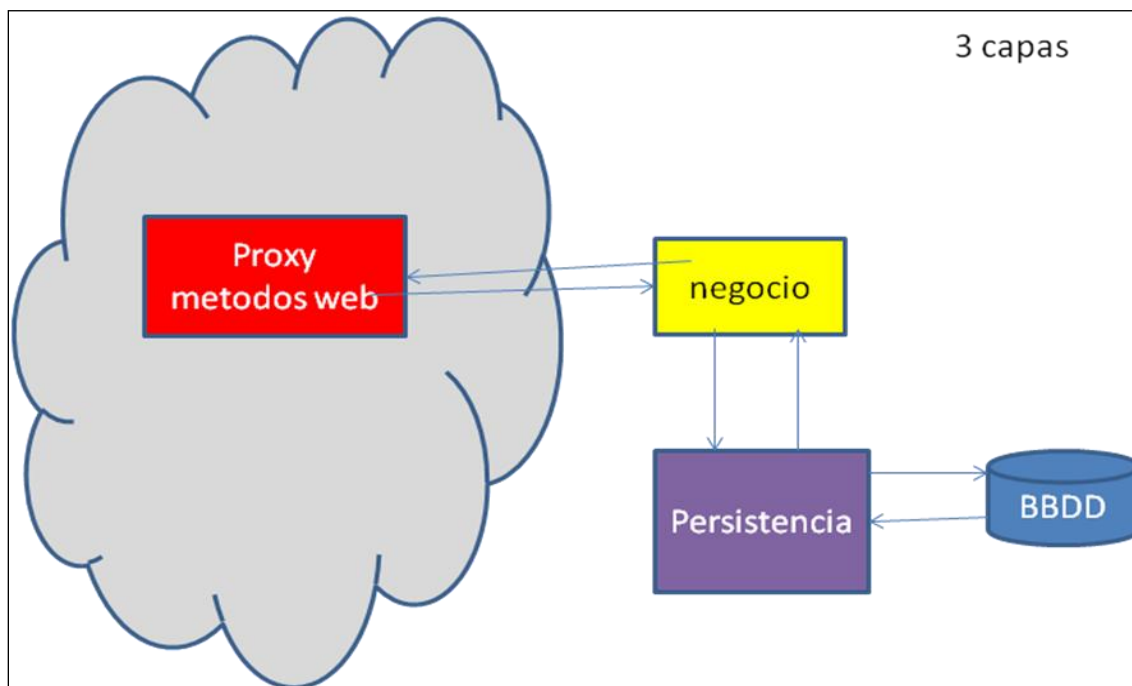 3 capas
Proxy
metodos web
negocio
Persistencia
BBDD